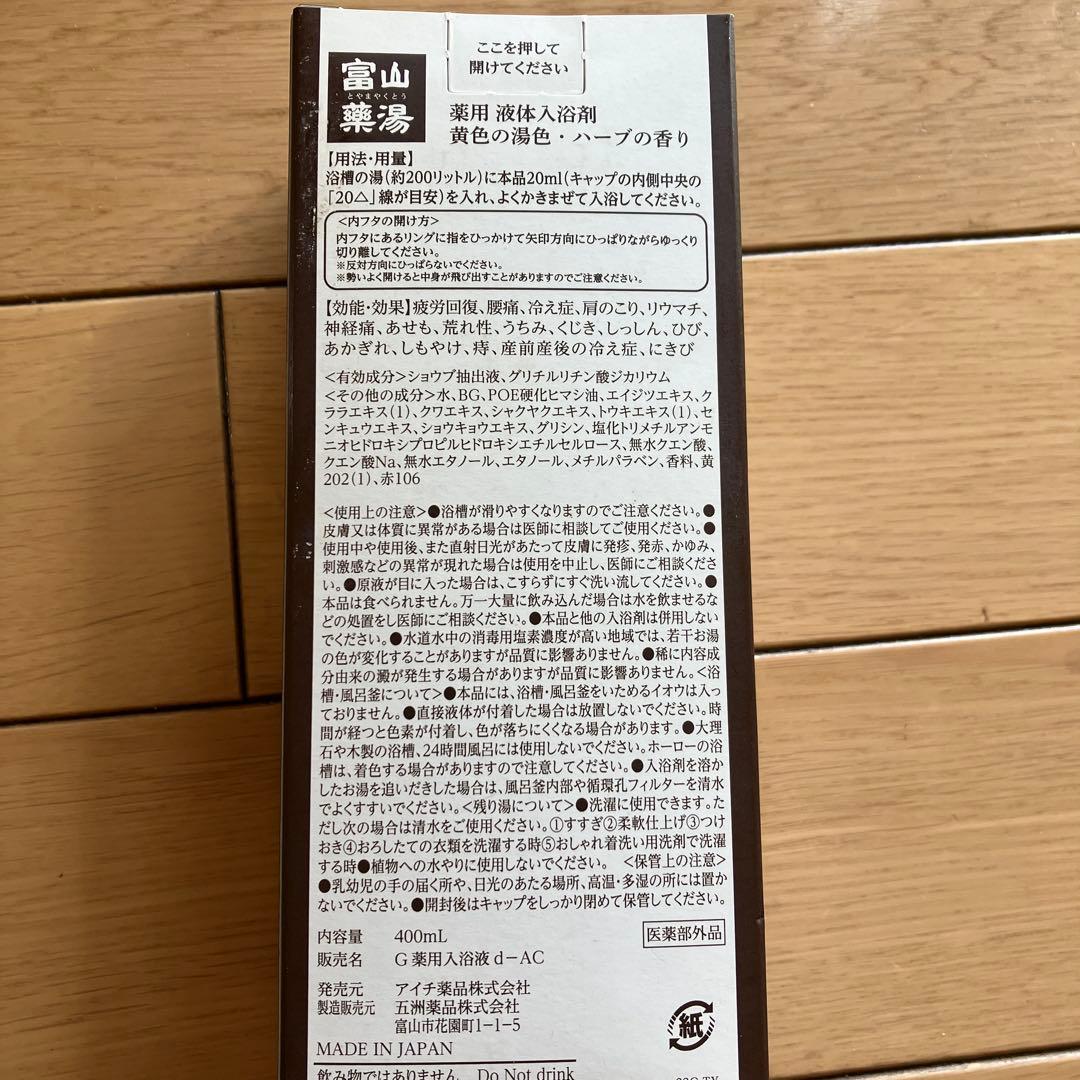 ここを押して
開けてください
富山
とやまやくとう
藥湯
薬用 液体入浴剤
黄色の湯色・ハーブの香り
【用法・用量】
浴槽の湯(約200リットル)に本品20ml(キャップの内側中央の
「20△」線が目安)を入れ、よくかきまぜて入浴してください。
<内フタの開け方>
内フタにあるリングに指をひっかけて矢印方向にひっぱりながらゆっくり
切り離してください。
※反対方向にひっぱらないでください。
※勢いよく開けると中身が飛び出すことがありますのでご注意ください。
【効能・効果】疲労回復、腰痛、冷え症、肩のこり、リウマチ、
神経痛、あせも、荒れ性、うちみ、くじき、しっしん、ひび、
あかぎれ、しもやけ、痔、産前産後の冷え症、にきび
<有効成分>ショウブ抽出液、グリチルリチン酸ジカリウム
<その他の成分>水、BG、POE硬化ヒマシ油、エイジツエキス、ク
ララエキス(1)、クワエキス、シャクヤクエキス、トウキエキス(1)、セ
ンキュウエキス、ショウキョウエキス、グリシン、塩化トリメチルアンモ
ニオヒドロキシプロピルヒドロキシエチルセルロース、無水クエン酸、
クエン酸Na、無水エタノール、エタノール、メチルパラベン、香料、黄
202(1)、赤106
<使用上の注意>●浴槽が滑りやすくなりますのでご注意ください。●
皮膚又は体質に異常がある場合は医師に相談してご使用ください。●
使用中や使用後、また直射日光があたって皮膚に発疹、発赤、かゆみ、
刺激感などの異常が現れた場合は使用を中止し、医師にご相談くださ
い。●原液が目に入った場合は、こすらずにすぐ洗い流してください。●
本品は食べられません。万一大量に飲み込んだ場合は水を飲ませるな
どの処置をし医師にご相談ください。●本品と他の入浴剤は併用しない
でください。●水道水中の消毒用塩素濃度が高い地域では、若干お湯
の色が変化することがありますが品質に影響ありません。●稀に内容成
分由来の澱が発生する場合がありますが品質に影響ありません。<浴
槽・風呂釜について>●本品には、浴槽・風呂釜をいためるイオウは入っ
ておりません。●直接液体が付着した場合は放置しないでください。時
間が経つと色素が付着し、色が落ちにくくなる場合があります。●大理
石や木製の浴槽、24時間風呂には使用しないでください。ホーローの浴
槽は、着色する場合がありますので注意してください。●入浴剤を溶か
したお湯を追いだきした場合は、風呂釜内部や循環孔フィルターを清水
でよくすすいでください。<残り湯について>●洗濯に使用できます。た
だし次の場合は清水をご使用ください。①すすぎ②柔軟仕上げ③つけ
おき④おろしたての衣類を洗濯する時⑤おしゃれ着洗い用洗剤で洗濯
する時●植物への水やりに使用しないでください。 <保管上の注意>
●乳幼児の手の届く所や、日光のあたる場所、高温・多湿の所には置か
ないでください。●開封後はキャップをしっかり閉めて保管してください。
内容量 400mL
医薬部外品
販売名 G 薬用入浴液 d-AC
発売元 アイチ薬品株式会社
製造販売元 五洲薬品株式会社
富山市花園町1-1-5
紙
MADE IN JAPAN
飲み物ではありません Do Not drink